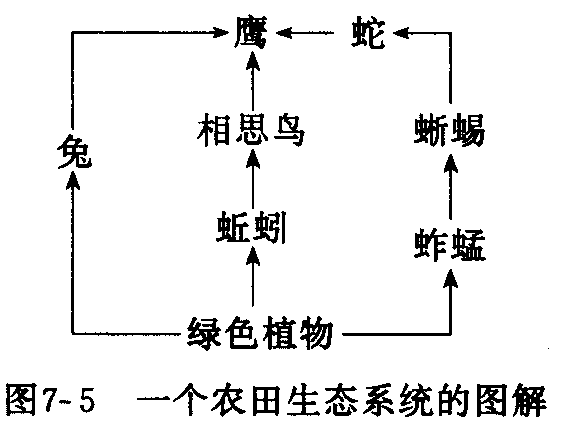 鹰 蛇
相思鸟 蜥蜴
兔
蚯蚓 蚱蜢
绿色植物
图7-5 一个农田生态系统的图解